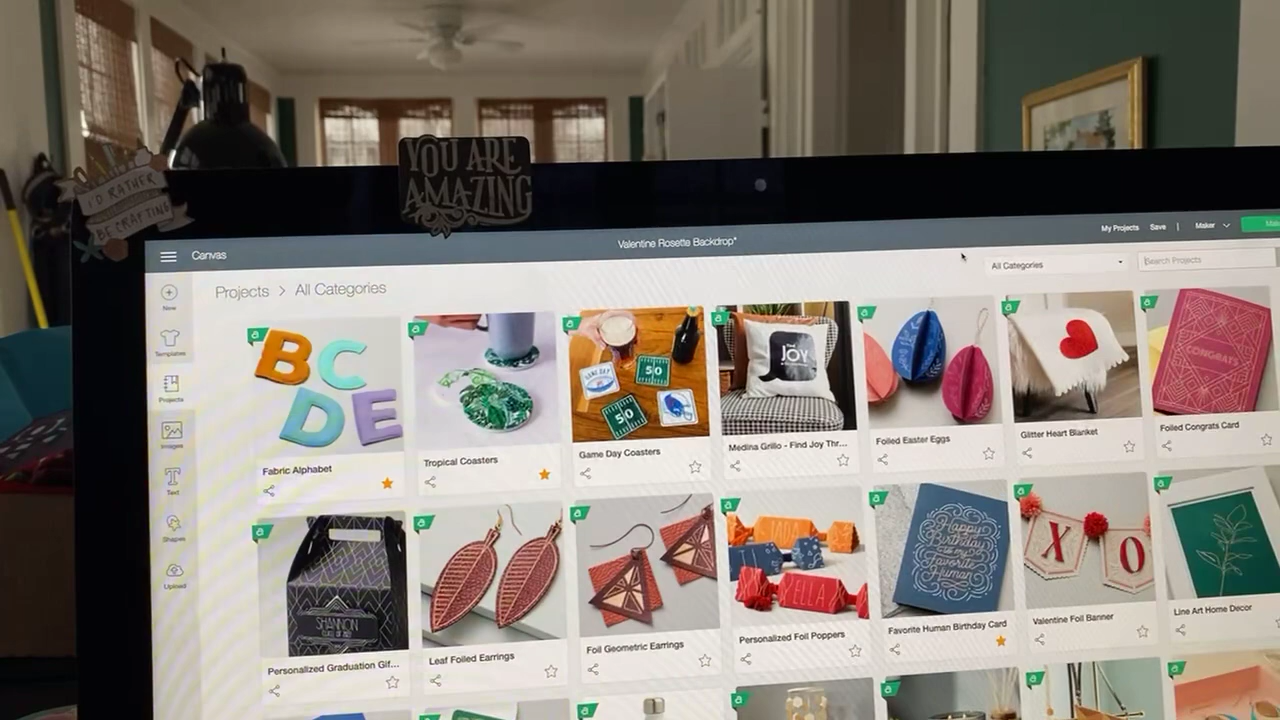 YOU ARE
AMAZING
I'D RATHER
BE CRAFTING
Canvas
Valentine Rosette Backdrop*
My Projects
Save
Maker
New
Templates
Projects
Images
Text
Shapes
Upload
Projects > All Categories
All Categories
Search Projects
B C
D E
Fabric Alphabet
Tropical Coasters
GAME DAY
50
50
Game Day Coasters
JOY
Medina Grillo - Find Joy Thr...
Foiled Easter Eggs
Glitter Heart Blanket
CONGRATS
Foiled Congrats Card
SHANNON
Personalized Graduation Gif...
Leaf Foiled Earrings
Foil Geometric Earrings
ELLA
Personalized Foil Poppers
Happy
Birthday
to my
Favorite
Human
Favorite Human Birthday Card
X O
Valentine Foil Banner
Line Art Home Decor